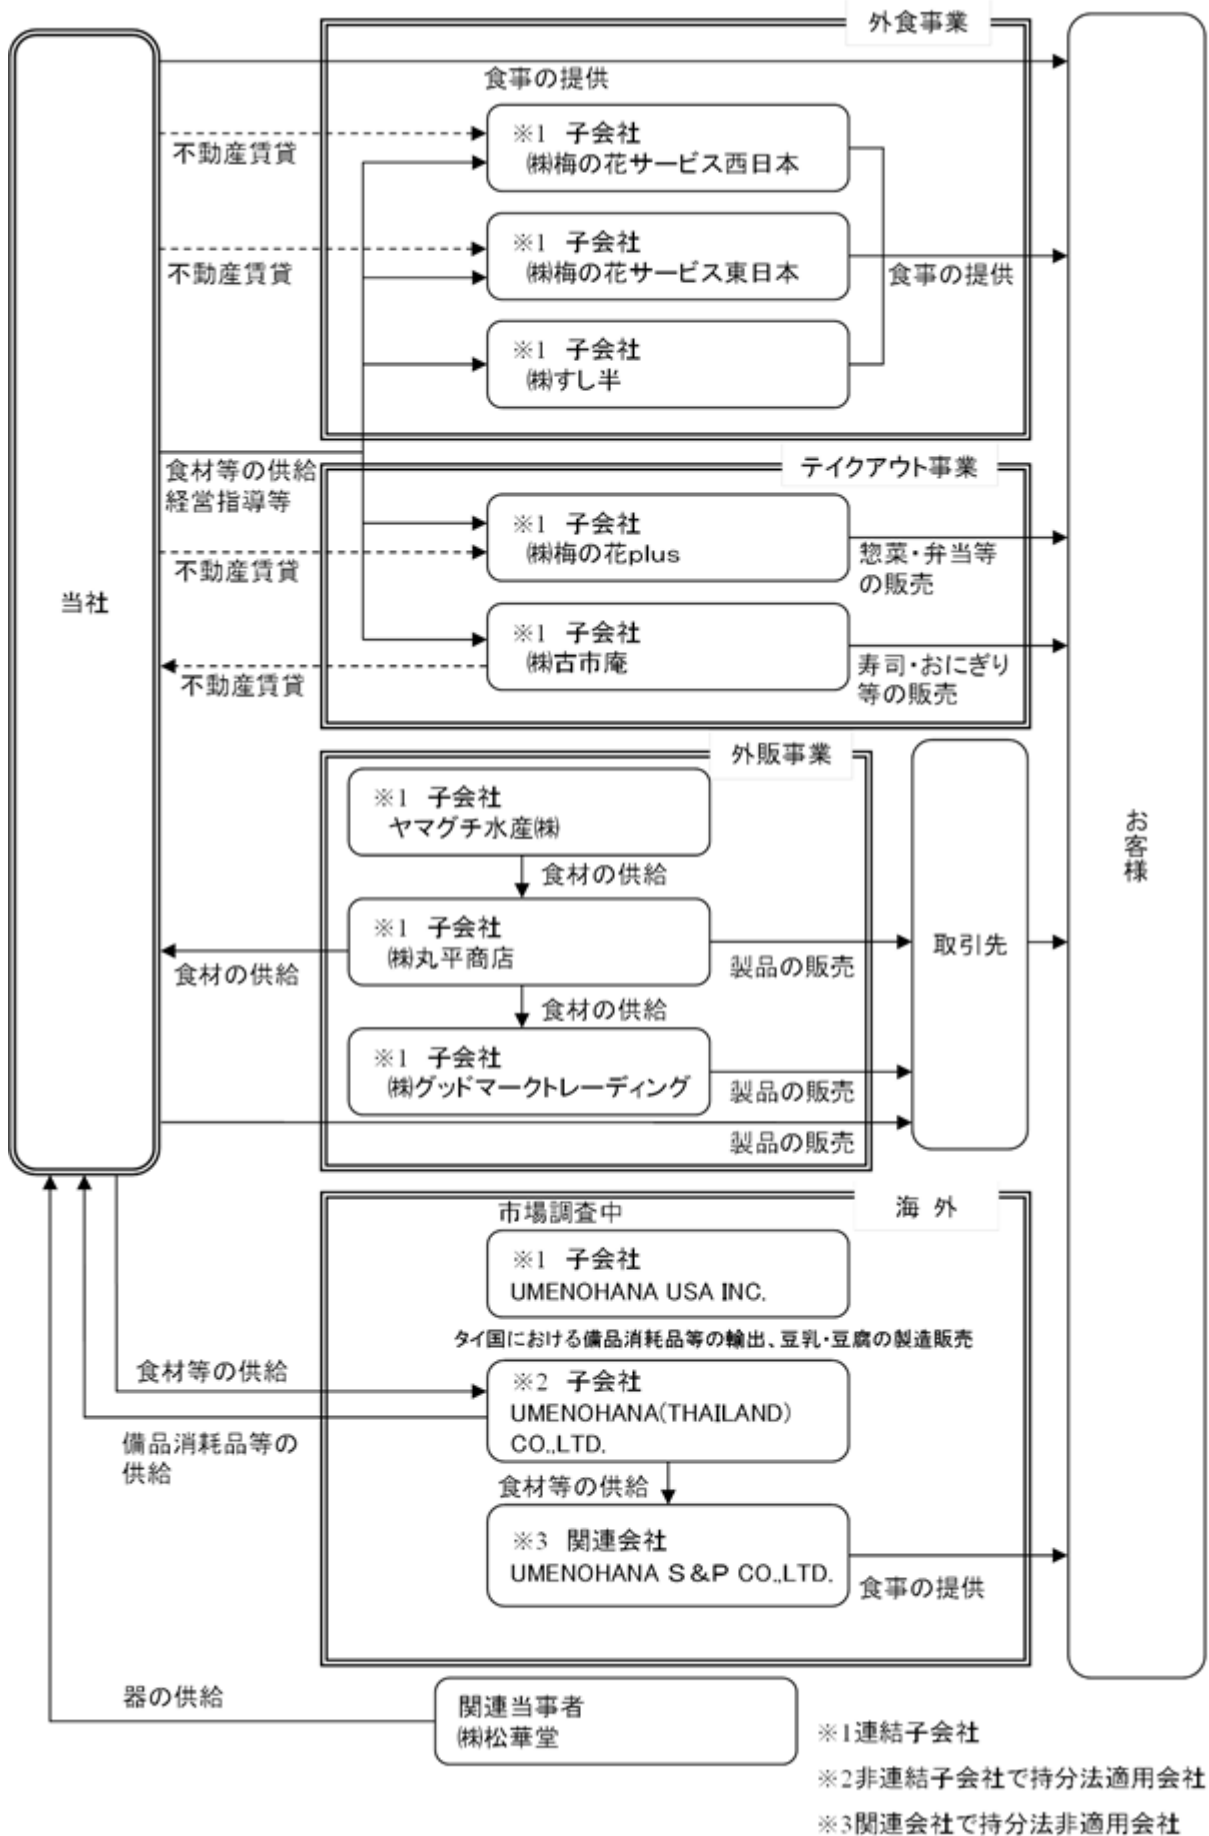 外食事業
食事の提供
※1 子会社
㈱梅の花サービス西日本
不動産賃貸
※1 子会社
㈱梅の花サービス東日本
不動産賃貸
食事の提供
※1 子会社
㈱すし半
食材等の供給
経営指導等
テイクアウト事業
※1 子会社
㈱梅の花plus
不動産賃貸
惣菜・弁当等
の販売
当社
※1 子会社
㈱古市庵
不動産賃貸
寿司・おにぎり
等の販売
外販事業
※1 子会社
ヤマグチ水産㈱
食材の供給
※1 子会社
㈱丸平商店
食材の供給
製品の販売
取引先
お客様
食材の供給
※1 子会社
㈱グッドマークトレーディング
製品の販売
製品の販売
海 外
市場調査中
※1 子会社
UMENOHANA USA INC.
タイ国における備品消耗品等の輸出、豆乳・豆腐の製造販売
食材等の供給
※2 子会社
UMENOHANA(THAILAND)
CO.,LTD.
備品消耗品等の
供給
食材等の供給
※3 関連会社
UMENOHANA S&P CO.,LTD.
食事の提供
器の供給
関連当事者
㈱松華堂
※1連結子会社
※2非連結子会社で持分法適用会社
※3関連会社で持分法非適用会社